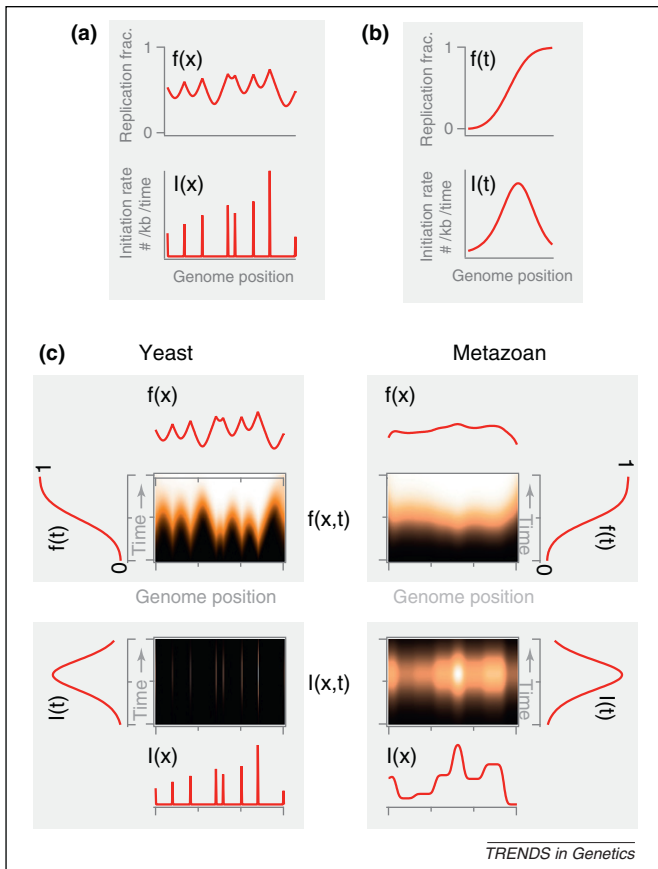 (a)
f(x)
1
0
Replication frac.
I(x)
Initiation rate
# /kb /time
Genome position
(b)
f(t)
1
0
Replication frac.
I(t)
Initiation rate
# /kb /time
Genome position
(c)
Yeast
Metazoan
f(x)
f(x)
1
f(t)
0
Time
f(x,t)
Time
1
f(t)
0
Genome position
Genome position
I(t)
Time
I(x,t)
Time
I(t)
I(x)
I(x)
TRENDS in Genetics